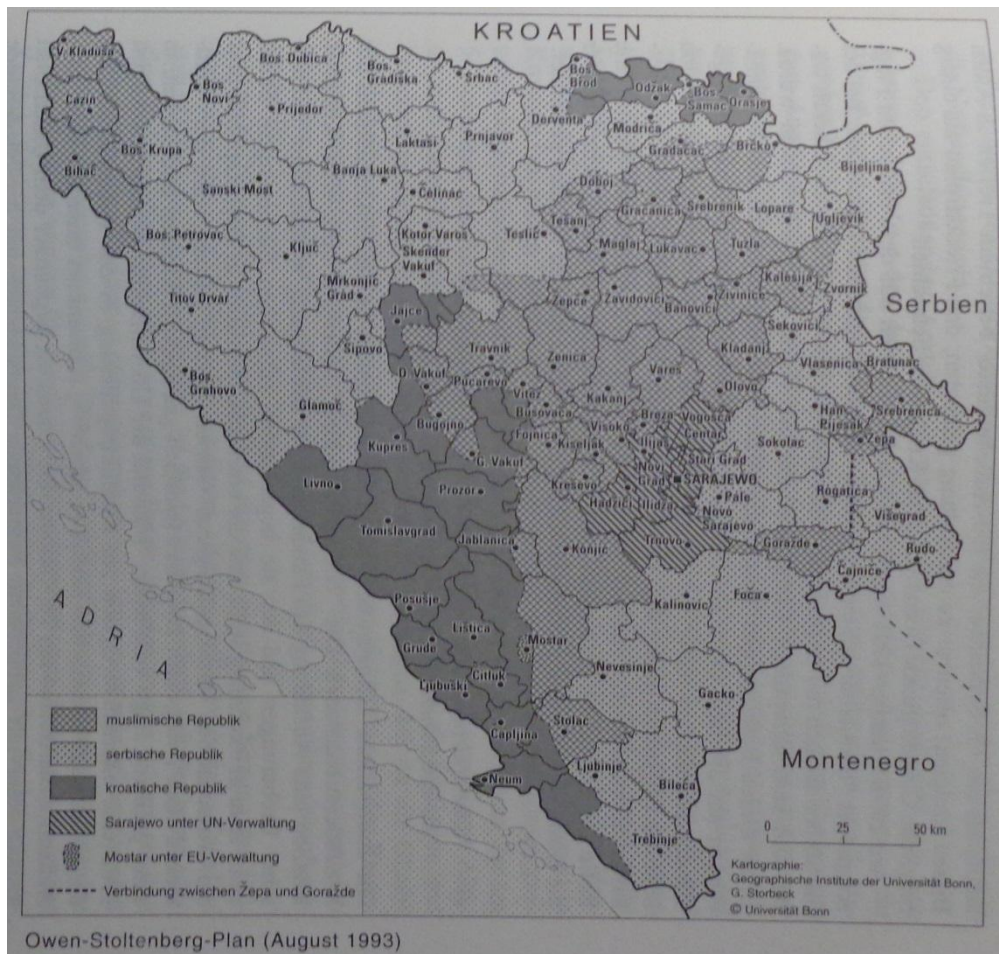 KROATIEN
V. Kladuša
Bos. Dubica
Bos.
Gradiška
Srbac
Bos.
Brod
Odžak
Bos.
Šamac
Orašje
Cazin
Bos.
Novi
Prijedor
Derventa
Modriča
Laktaši
Prnjavor
Gradačac
Brčko
Bos. Krupa
Bihać
Banja Luka
Bijeljina
Sanski Most
Čelinac
Doboj
Gračanica
Srebrenik
Lopare
Ugljevik
Tešanj
Bos. Petrovac
Ključ
Kotor Varoš
Teslić
Skender
Vakuf
Maglaj
Lukavac
Tuzla
Kalesija
Mrkonjić
Grad
Titov Drvar
Žepče
Zavidovići
Banovići
Živinice
Zvornik
Serbien
Jajce
Šekovići
Šipovo
Travnik
Zenica
Kladanj
Vlasenica
Bratunac
Bos.
Grahovo
D. Vakuf
Pucarevo
Vareš
Vitez
Kakanj
Olovo
Glamoč
Busovača
Breza
Vogošća
Han
Pijesak
Srebrenica
Bugojno
Fojnica
Visoko
Centar
Kupres
Kiseljak
Ilijaš
Sokolac
Žepa
G. Vakuf
Novi
Grad
Stari Grad
Livno
Prozor
Kreševo
SARAJEWO
Rogatica
Hadžići
Ilidža
Pale
Novo
Sarajevo
Višegrad
Tomislavgrad
Jablanica
Konjic
Trnovo
Goražde
Rudo
Čajniče
Posušje
Kalinovic
Foča
ADRIA
Lištica
Grude
Mostar
Čitluk
Nevesinje
Ljubuški
Gacko
Čapljina
Stolac
Montenegro
Neum
Ljubinje
Bileća
Trebinje
muslimische Republik
serbische Republik
kroatische Republik
Sarajewo unter UN-Verwaltung
Mostar unter EU-Verwaltung
Verbindung zwischen Žepa und Goražde
0 25 50 km
Kartographie:
Geographische Institute der Universität Bonn,
G. Storbeck
© Universität Bonn
Owen-Stoltenberg-Plan (August 1993)